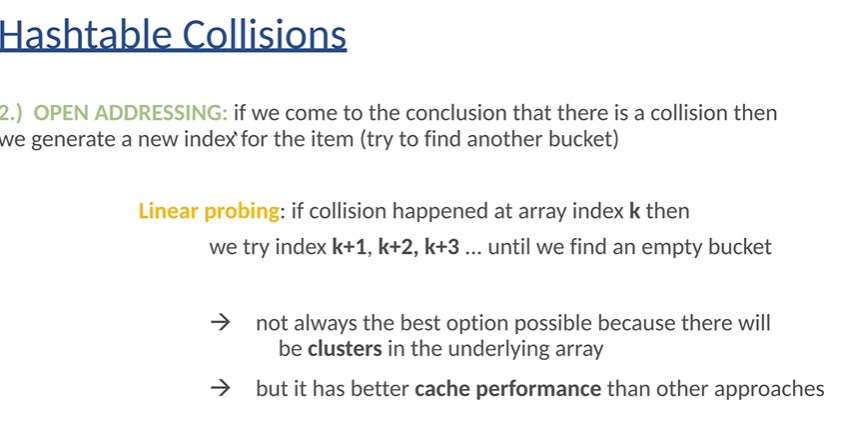 Hashtable Collisions
2.) OPEN ADDRESSING: if we come to the conclusion that there is a collision then
we generate a new index for the item (try to find another bucket)
Linear probing: if collision happened at array index k then
we try index k+1, k+2, k+3 ... until we find an empty bucket
→ not always the best option possible because there will
be clusters in the underlying array
→ but it has better cache performance than other approaches